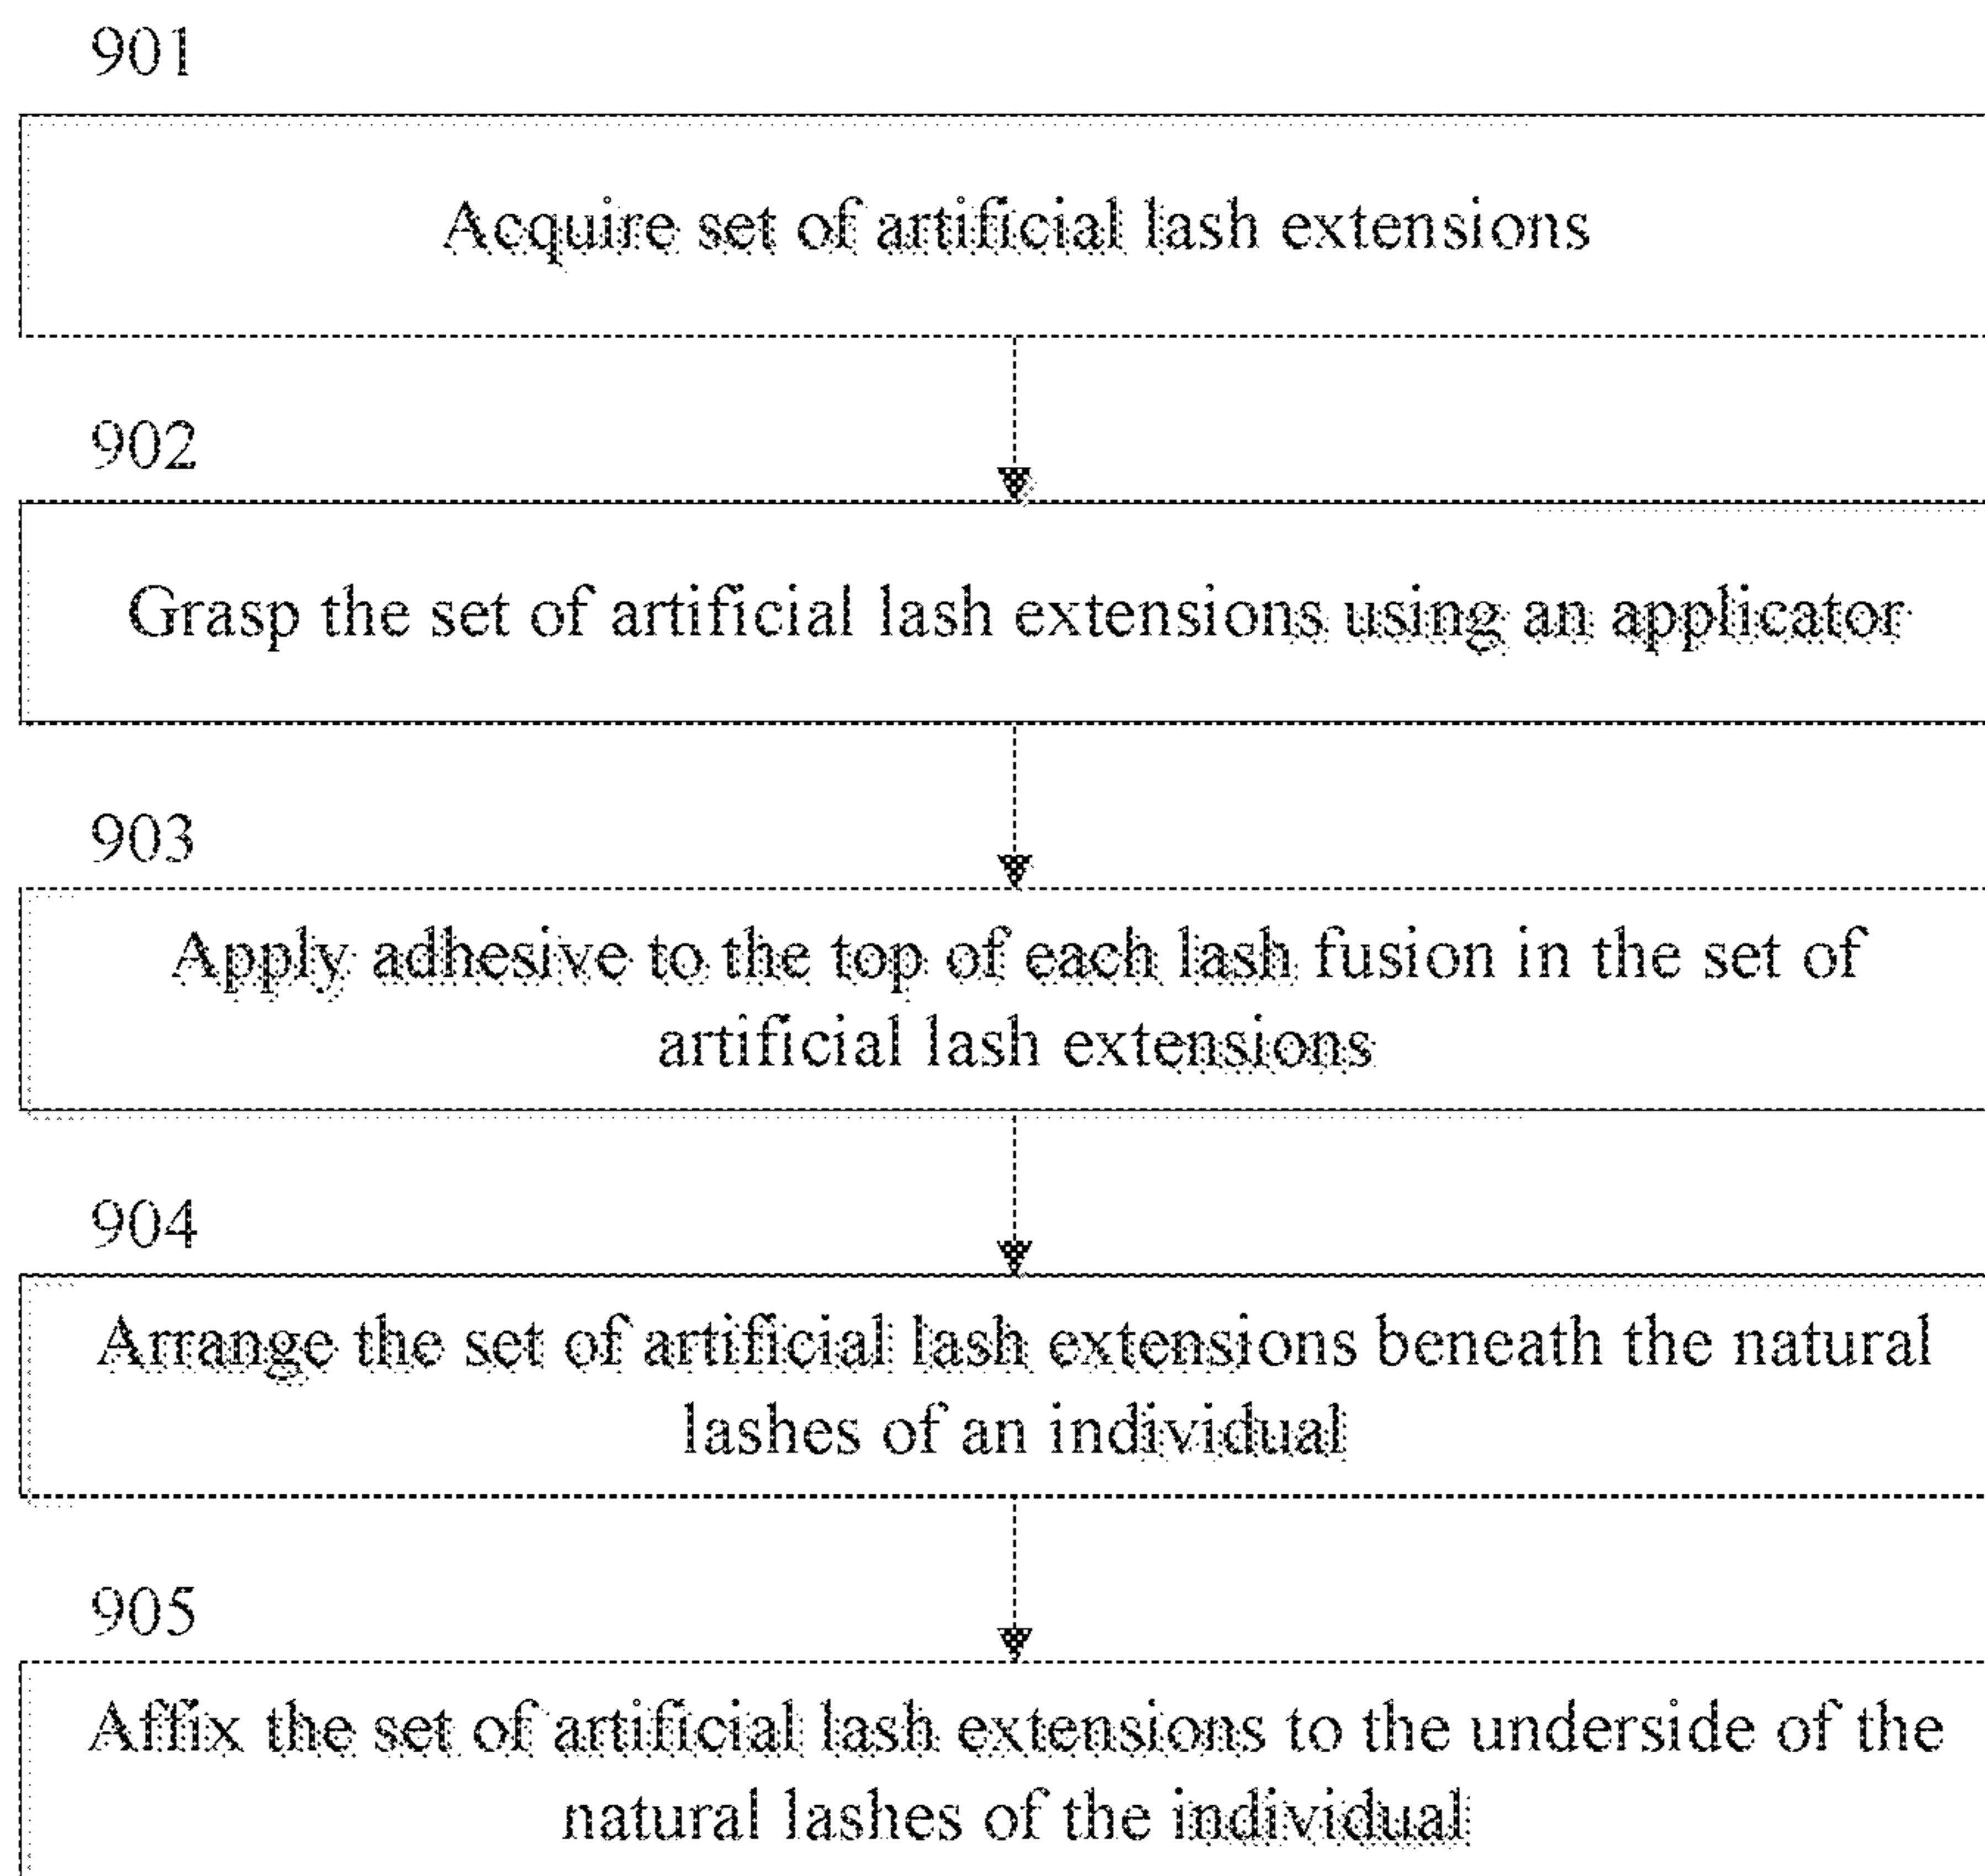 901
Acquire set of artificial lash extensions
902
Grasp the set of artificial lash extensions using an applicator
903
Apply adhesive to the top of each lash fusion in the set of
artificial lash extensions
904
Arrange the set of artificial lash extensions beneath the natural
lashes of an individual
905
Affix the set of artificial lash extensions to the underside of the
natural lashes of the individual